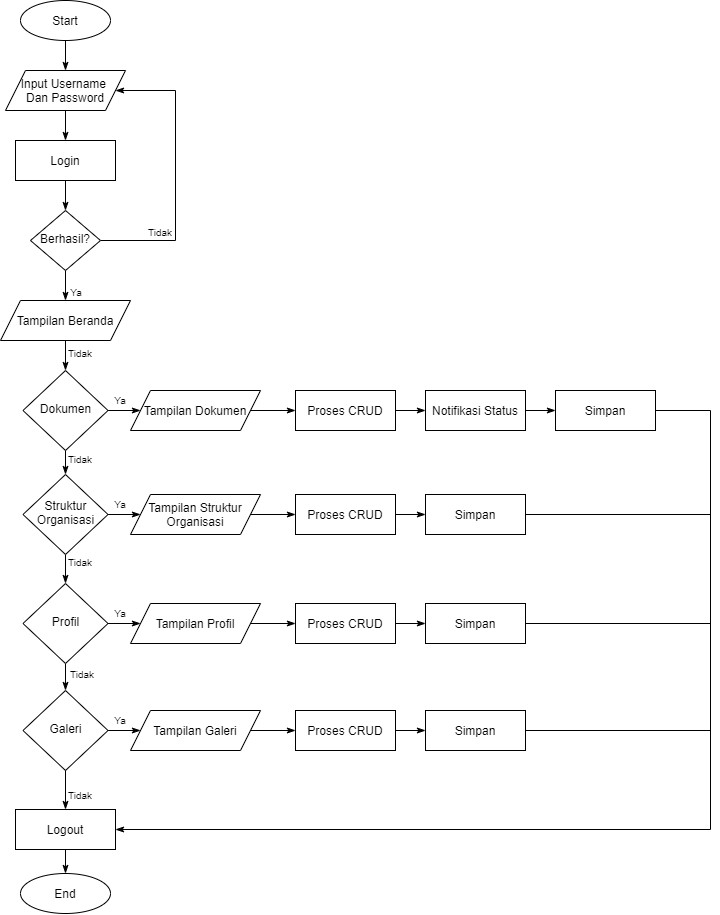 Start
Input Username
Dan Password
Login
Berhasil?
Tidak
Ya
Tampilan Beranda
Tidak
Dokumen
Ya
Tampilan Dokumen
Proses CRUD
Notifikasi Status
Simpan
Tidak
Struktur
Organisasi
Ya
Tampilan Struktur
Organisasi
Proses CRUD
Simpan
Tidak
Profil
Ya
Tampilan Profil
Proses CRUD
Simpan
Tidak
Galeri
Ya
Tampilan Galeri
Proses CRUD
Simpan
Tidak
Logout
End